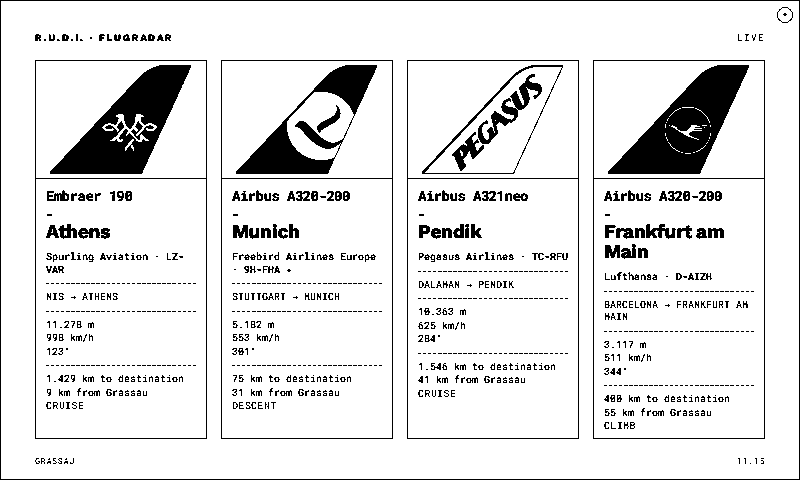 R.U.D.I. · FLUGRADAR
LIVE
Embraer 190
-
Athens
Spurling Aviation · LZ-
VAR
NIS → ATHENS
11.278 m
998 km/h
123°
1.429 km to destination
9 km from Grassau
CRUISE
Airbus A320-200
-
Munich
Freebird Airlines Europe
· 9H-FHA ✦
STUTTGART → MUNICH
5.182 m
553 km/h
301°
75 km to destination
31 km from Grassau
DESCENT
PEGASUS
Airbus A321neo
-
Pendik
Pegasus Airlines · TC-RFU
DALAMAN → PENDIK
10.363 m
625 km/h
284°
1.546 km to destination
41 km from Grassau
CRUISE
Airbus A320-200
-
Frankfurt am
Main
Lufthansa · D-AIZH
BARCELONA → FRANKFURT AM
MAIN
3.117 m
511 km/h
344°
400 km to destination
55 km from Grassau
CLIMB
GRASSAU
11.15